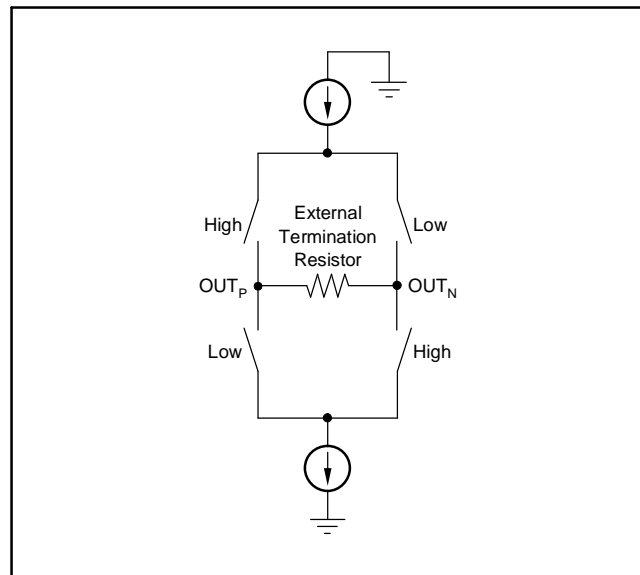 External
Termination
Resistor
High
Low
OUTP
OUTN
Low
High